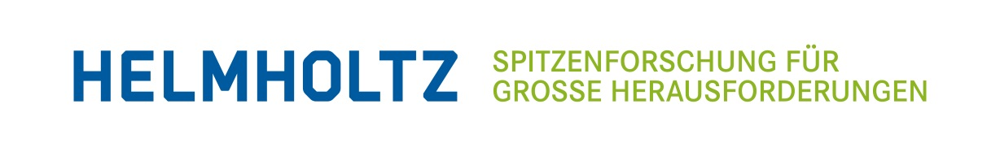 HELMHOLTZ
SPITZENFORSCHUNG FÜR
GROSSE HERAUSFORDERUNGEN